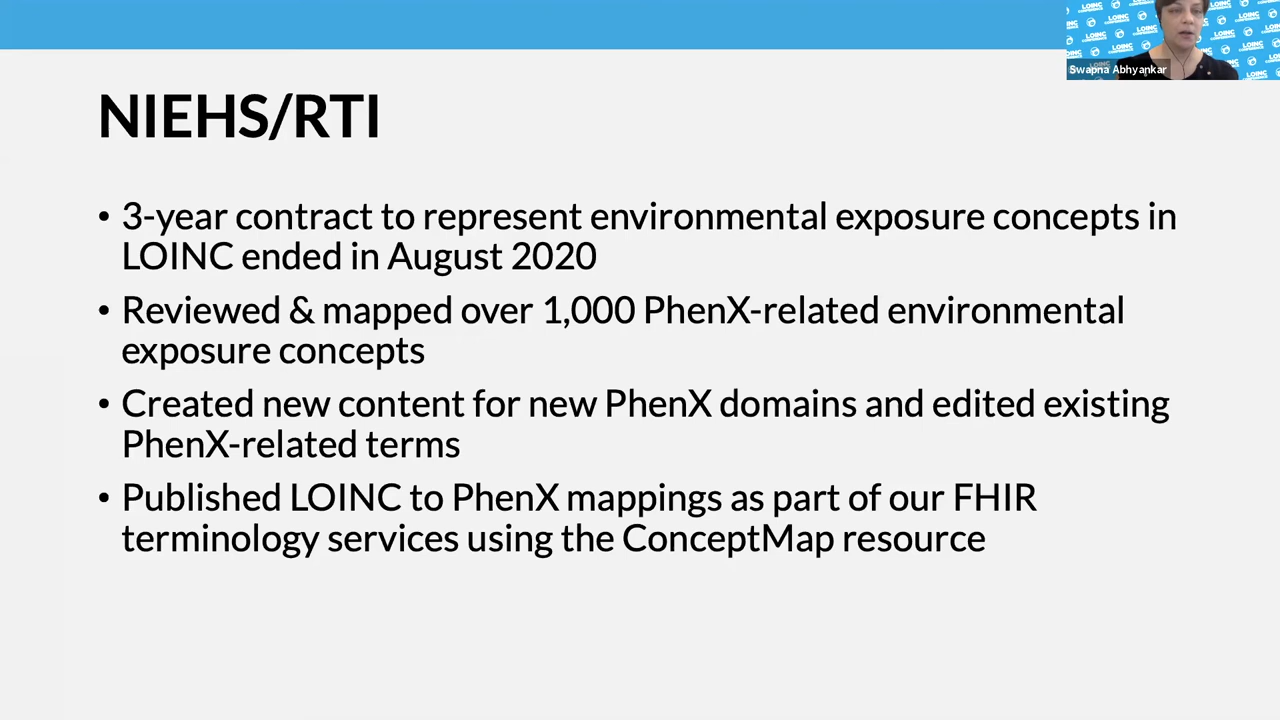 LOINC
Swapna Abhyankar
NIEHS/RTI
• 3-year contract to represent environmental exposure concepts in
LOINC ended in August 2020
• Reviewed & mapped over 1,000 PhenX-related environmental
exposure concepts
• Created new content for new PhenX domains and edited existing
PhenX-related terms
• Published LOINC to PhenX mappings as part of our FHIR
terminology services using the ConceptMap resource